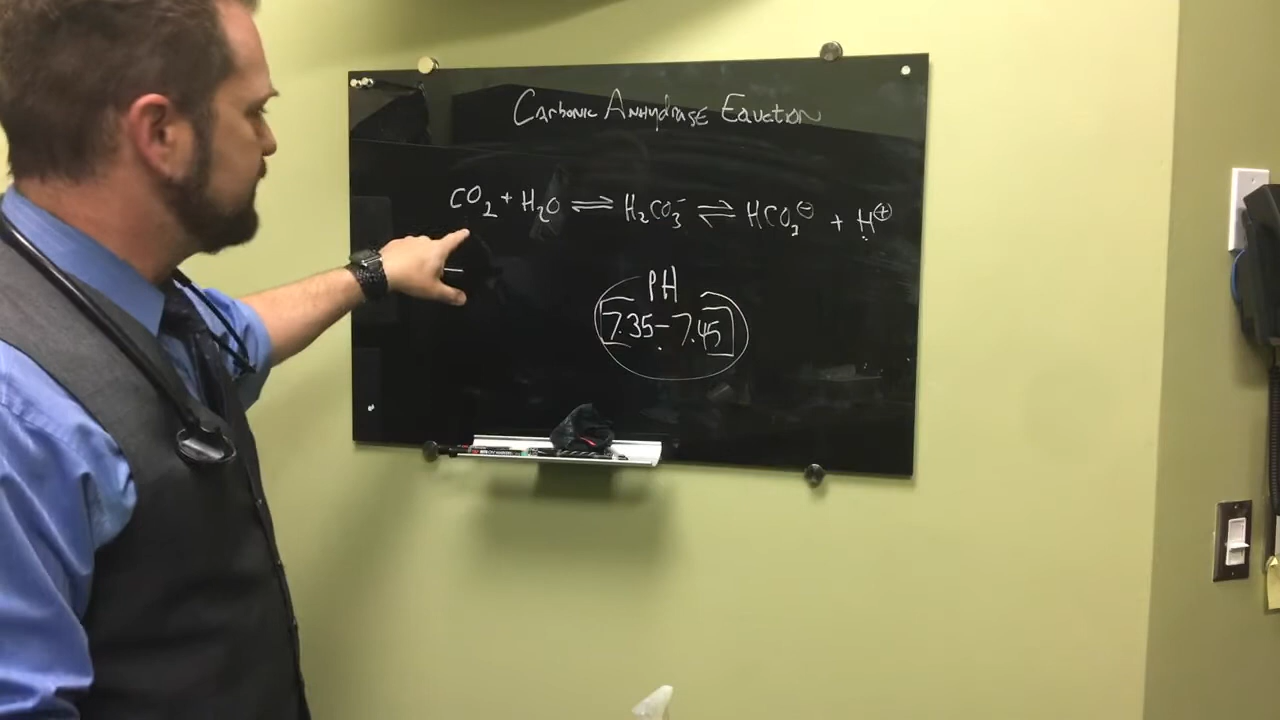 Carbonic Anhydrase Equation
CO₂ + H₂O ⇌ H₂CO₃⁻ ⇌ HCO₃⊖ + H⊕
PH
7.35 – 7.45